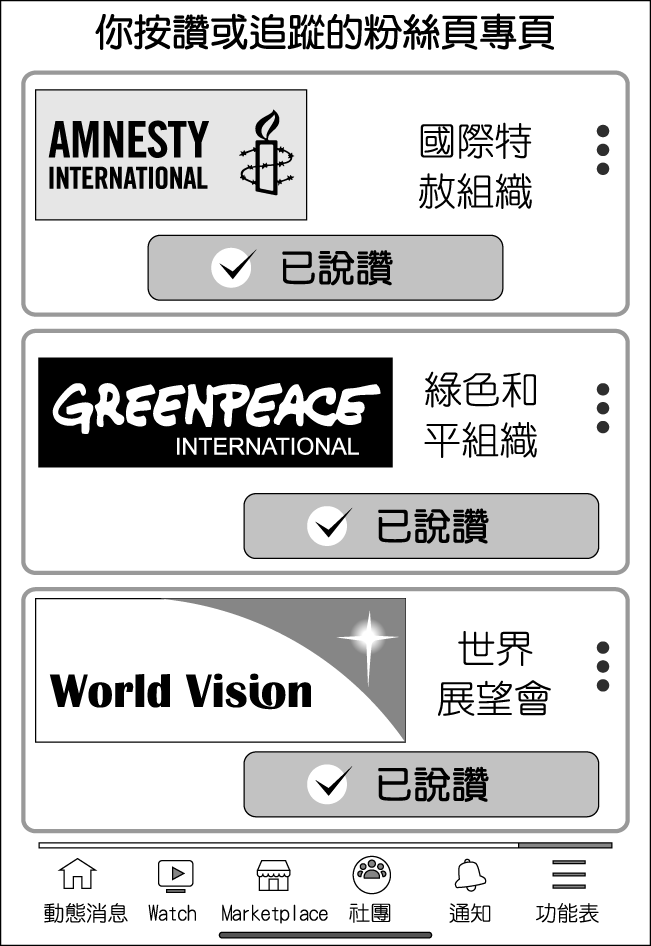 你按讚或追蹤的粉絲頁專頁
AMNESTY
INTERNATIONAL
國際特
赦組織
已說讚
GREENPEACE
INTERNATIONAL
綠色和
平組織
已說讚
World Vision
世界
展望會
已說讚
動態消息 Watch Marketplace 社團 通知 功能表